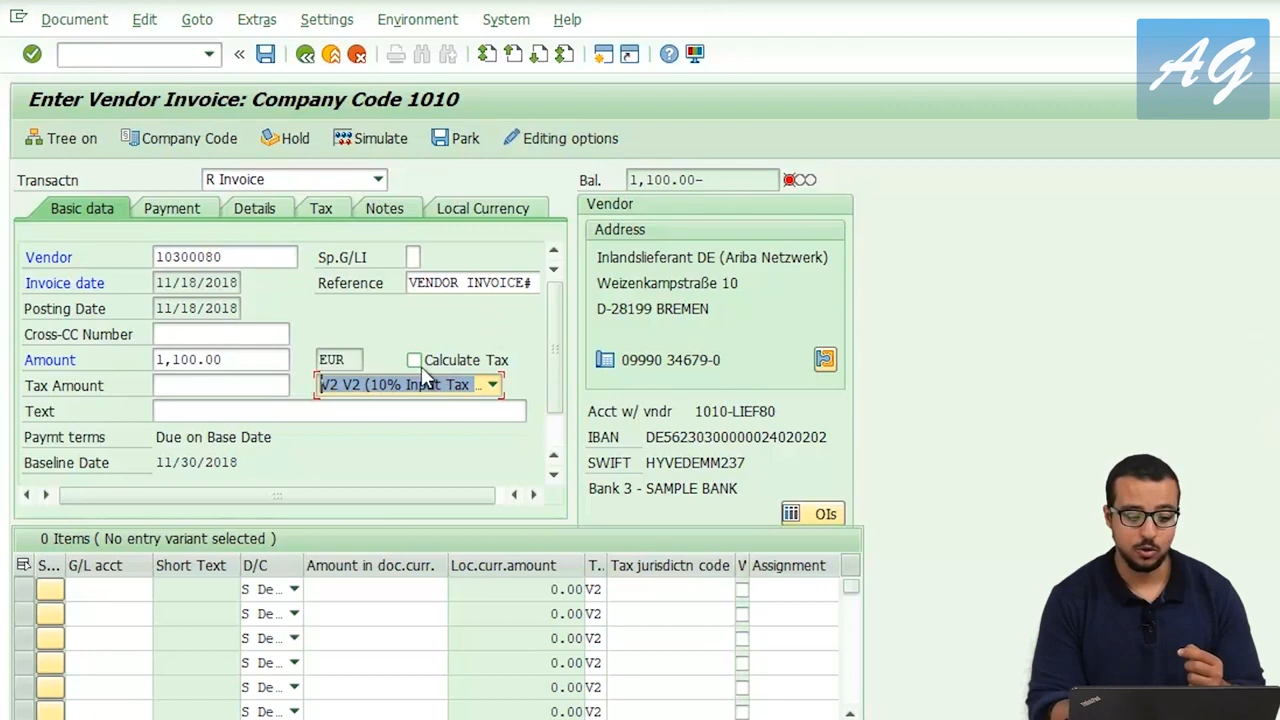 Document Edit Goto Extras Settings Environment System Help
AG
Enter Vendor Invoice: Company Code 1010
Tree on Company Code Hold Simulate Park Editing options
Transactn R Invoice Bal. 1,100.00-
Basic data Payment Details Tax Notes Local Currency
Vendor
Address
Vendor 10300080 Sp.G/LI
Inlandslieferant DE (Ariba Netzwerk)
Invoice date 11/18/2018 Reference VENDOR INVOICE#
Weizenkampstraße 10
Posting Date 11/18/2018
D-28199 BREMEN
Cross-CC Number
Amount 1,100.00 EUR Calculate Tax
09990 34679-0
Tax Amount V2 V2 (10% Input Tax ...
Text
Acct w/ vndr 1010-LIEF80
Paymt terms Due on Base Date
IBAN DE56230300000024020202
Baseline Date 11/30/2018
SWIFT HYVEDEMM237
Bank 3 - SAMPLE BANK
OIs
0 Items ( No entry variant selected )
S... G/L acct Short Text D/C Amount in doc.curr. Loc.curr.amount T.. Tax jurisdictn code W Assignment
S De... 0.00 V2
S De... 0.00 V2
S De... 0.00 V2
S De... 0.00 V2
S De... 0.00 V2
S De... 0.00 V2
ThinkPad